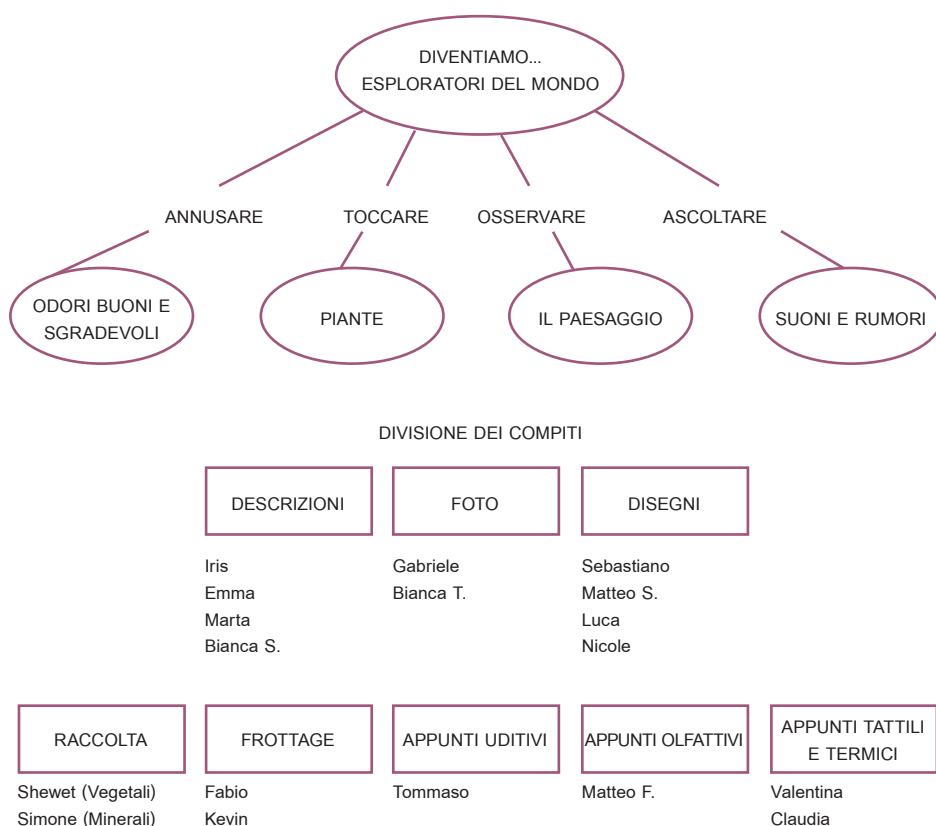 DIVENTIAMO...
ESPLORATORI DEL MONDO
ANNUSARE
TOCCARE
OSSERVARE
ASCOLTARE
ODORI BUONI E
SGRADEVOLI
PIANTE
IL PAESAGGIO
SUONI E RUMORI
DIVISIONE DEI COMPITI
DESCRIZIONI
Iris
Emma
Marta
Bianca S.
FOTO
Gabriele
Bianca T.
DISEGNI
Sebastiano
Matteo S.
Luca
Nicole
RACCOLTA
Shewet (Vegetali)
Simone (Minerali)
FROTTAGE
Fabio
Kevin
APPUNTI UDITIVI
Tommaso
APPUNTI OLFATTIVI
Matteo F.
APPUNTI TATTILI
E TERMICI
Valentina
Claudia